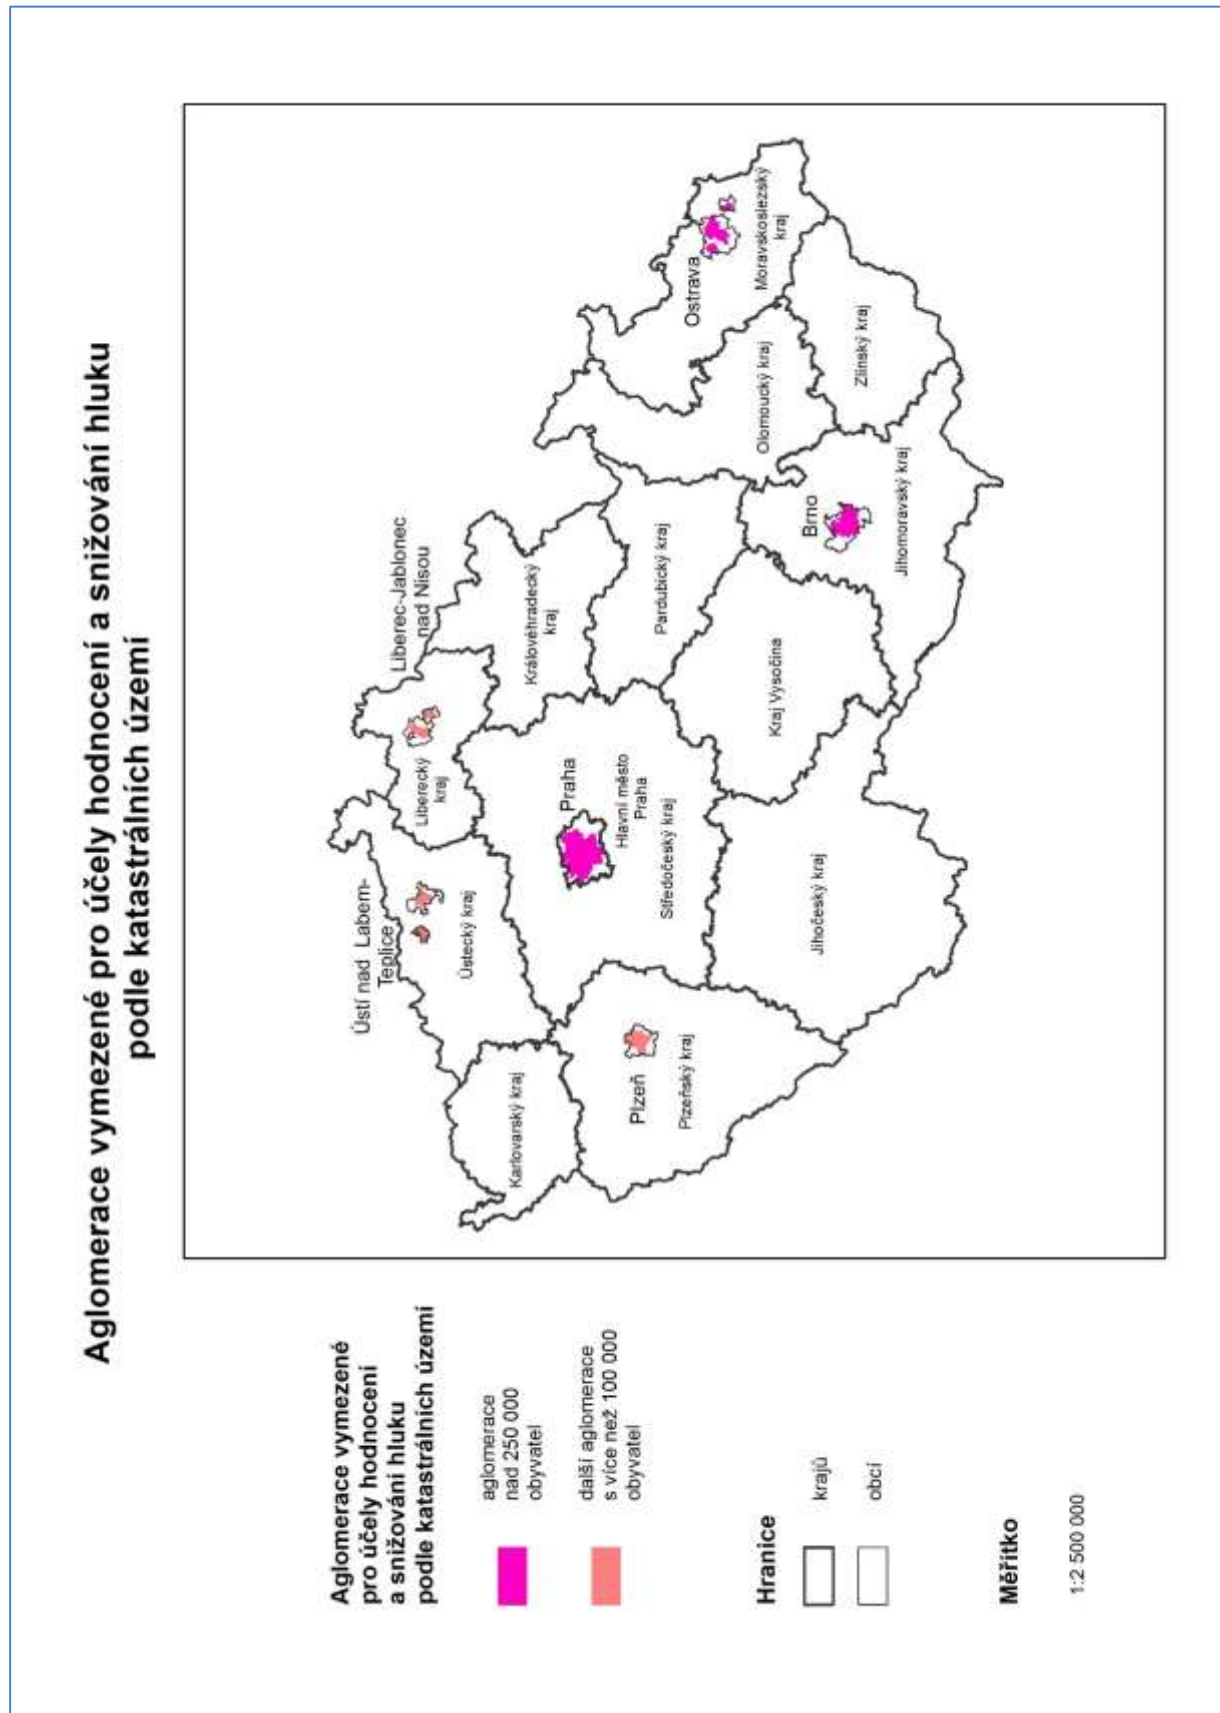 Aglomerace vymezené pro účely hodnocení a snižování hluku
podle katastrálních území
Aglomerace vymezené
pro účely hodnocení
a snižování hluku
podle katastrálních území
aglomerace
nad 250 000
obyvatel
další aglomerace
s více než 100 000
obyvatel
Hranice
krajů
obcí
Měřítko
1:2 500 000
Ústí nad Labem-
Teplice
Ústecký kraj
Liberec-Jablonec
nad Nisou
Liberecký
kraj
Karlovarský kraj
Královéhradecký
kraj
Praha
Hlavní město
Praha
Středočeský kraj
Plzeň
Plzeňský kraj
Pardubický kraj
Ostrava
Moravskoslezský
kraj
Olomoucký kraj
Kraj Vysočina
Jihočeský kraj
Brno
Jihomoravský kraj
Zlínský kraj